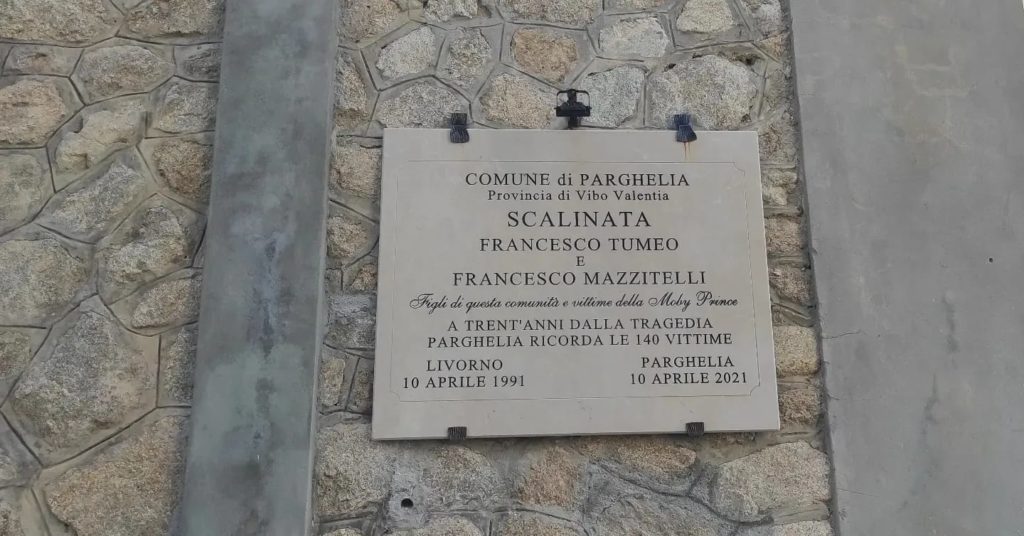 COMUNE di PARGHELIA
Provincia di Vibo Valentia
SCALINATA
FRANCESCO TUMEO
E
FRANCESCO MAZZITELLI
Figli di questa comunità e vittime della Moby Prince
A TRENT'ANNI DALLA TRAGEDIA
PARGHELIA RICORDA LE 140 VITTIME
LIVORNO PARGHELIA
10 APRILE 1991 10 APRILE 2021